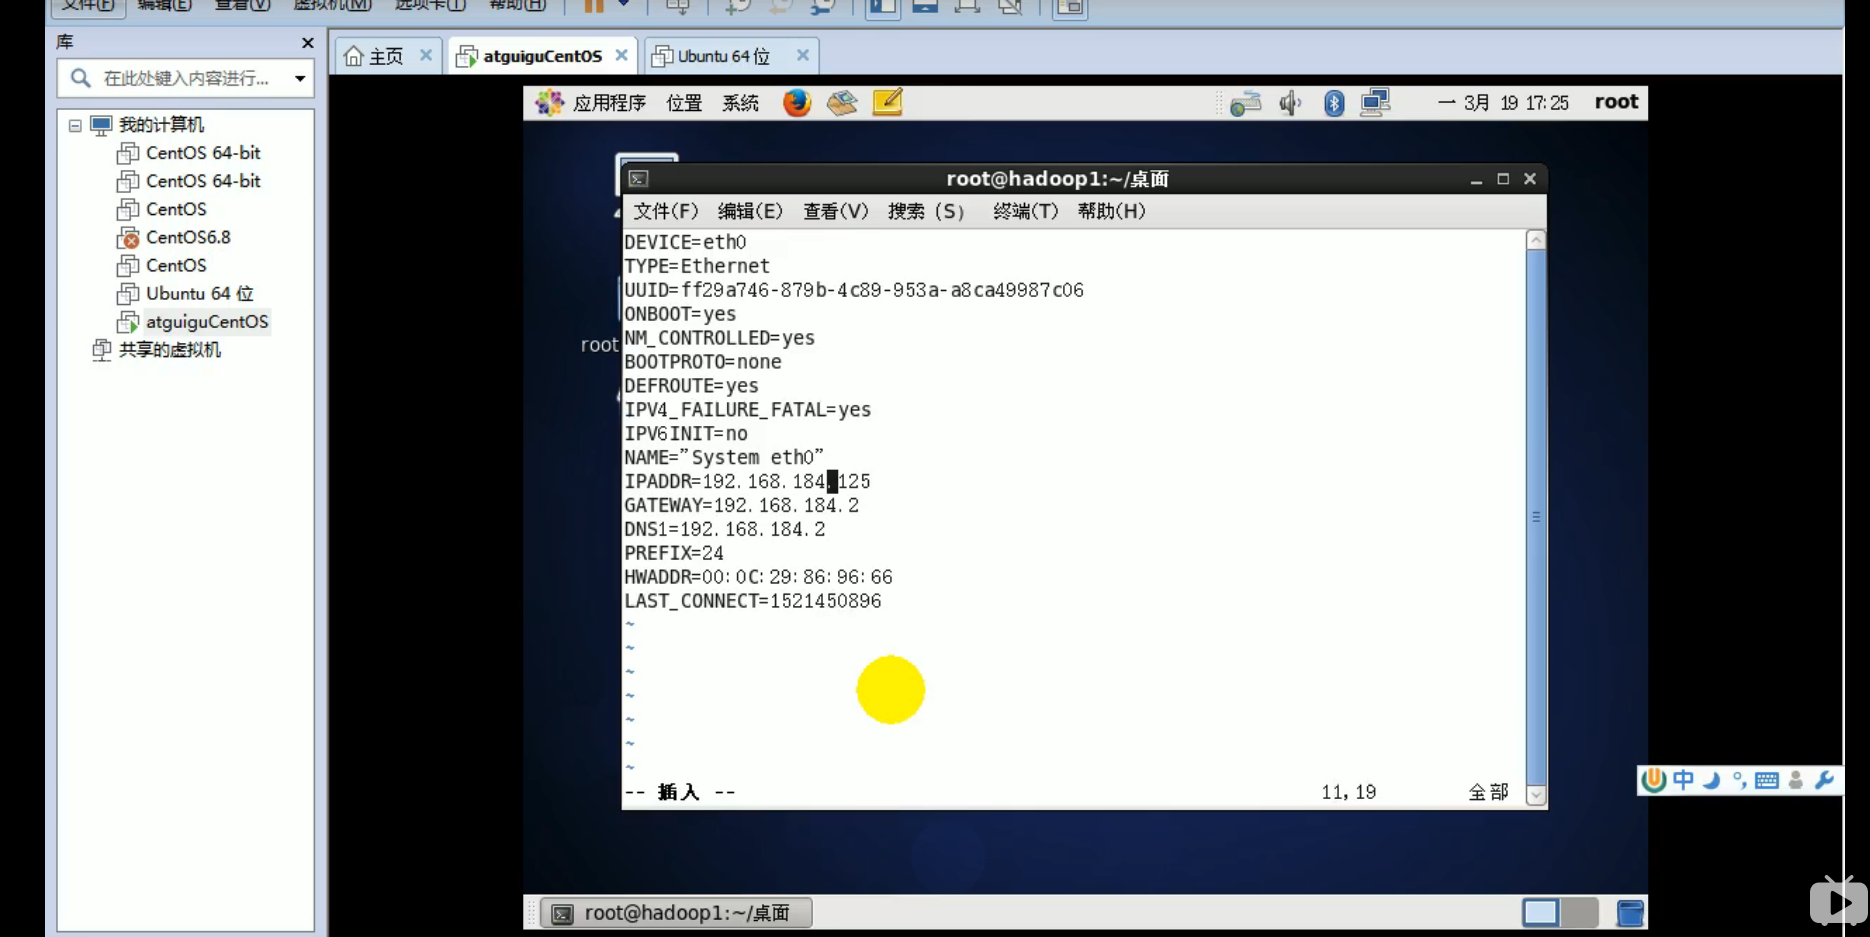 文件(F) 编辑(E) 查看(V) 虚拟机(M) 选项卡(T) 帮助(H)
库
在此处键入内容进行...
我的计算机
CentOS 64-bit
CentOS 64-bit
CentOS
CentOS6.8
CentOS
Ubuntu 64 位
atguiguCentOS
共享的虚拟机
主页 atguiguCentOS Ubuntu 64 位
应用程序 位置 系统 一 3月 19 17:25 root
root@hadoop1:~/桌面
文件(F) 编辑(E) 查看(V) 搜索 (S) 终端(T) 帮助(H)
root
DEVICE=eth0
TYPE=Ethernet
UUID=ff29a746-879b-4c89-953a-a8ca49987c06
ONBOOT=yes
NM_CONTROLLED=yes
BOOTPROTO=none
DEFROUTE=yes
IPV4_FAILURE_FATAL=yes
IPV6INIT=no
NAME="System eth0"
IPADDR=192.168.184.125
GATEWAY=192.168.184.2
DNS1=192.168.184.2
PREFIX=24
HWADDR=00:0C:29:86:96:66
LAST_CONNECT=1521450896
~
~
~
~
~
~
~
-- 插入 -- 11,19 全部
中
root@hadoop1:~/桌面